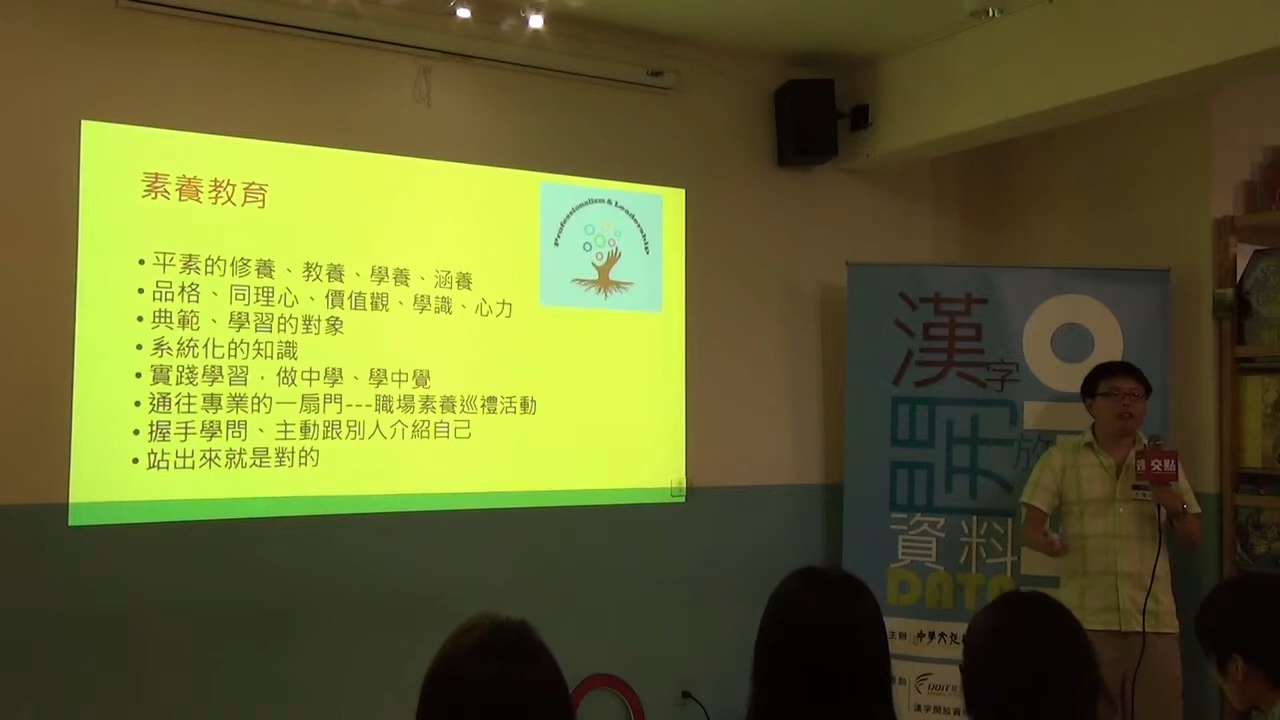 素養教育
Professionalism & Leadership
• 平素的修養、教養、學養、涵養
• 品格、同理心、價值觀、學識、心力
• 典範、學習的對象
• 系統化的知識
• 實踐學習，做中學、學中覺
• 通往專業的一扇門---職場素養巡禮活動
• 握手學問、主動跟別人介紹自己
• 站出來就是對的
漢字
開
資料
DATA
主辦
交點